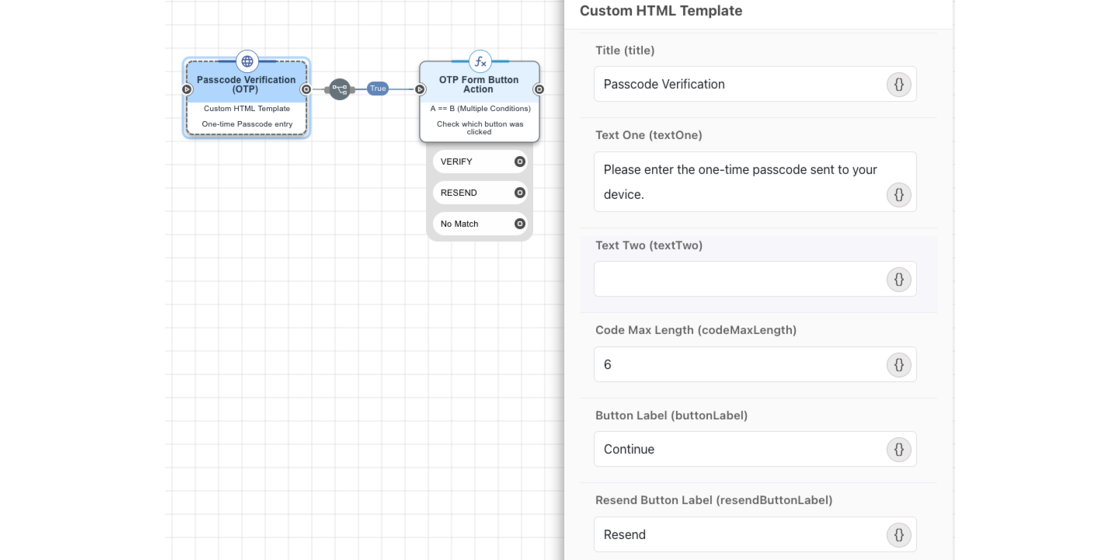 Passcode Verification
(OTP)
Custom HTML Template
One-time Passcode entry
True
fx
OTP Form Button
Action
A == B (Multiple Conditions)
Check which button was
clicked
VERIFY
RESEND
No Match
Custom HTML Template
Title (title)
Passcode Verification
{}
Text One (textOne)
Please enter the one-time passcode sent to your
device.
{}
Text Two (textTwo)
{}
Code Max Length (codeMaxLength)
6
{}
Button Label (buttonLabel)
Continue
{}
Resend Button Label (resendButtonLabel)
Resend
{}